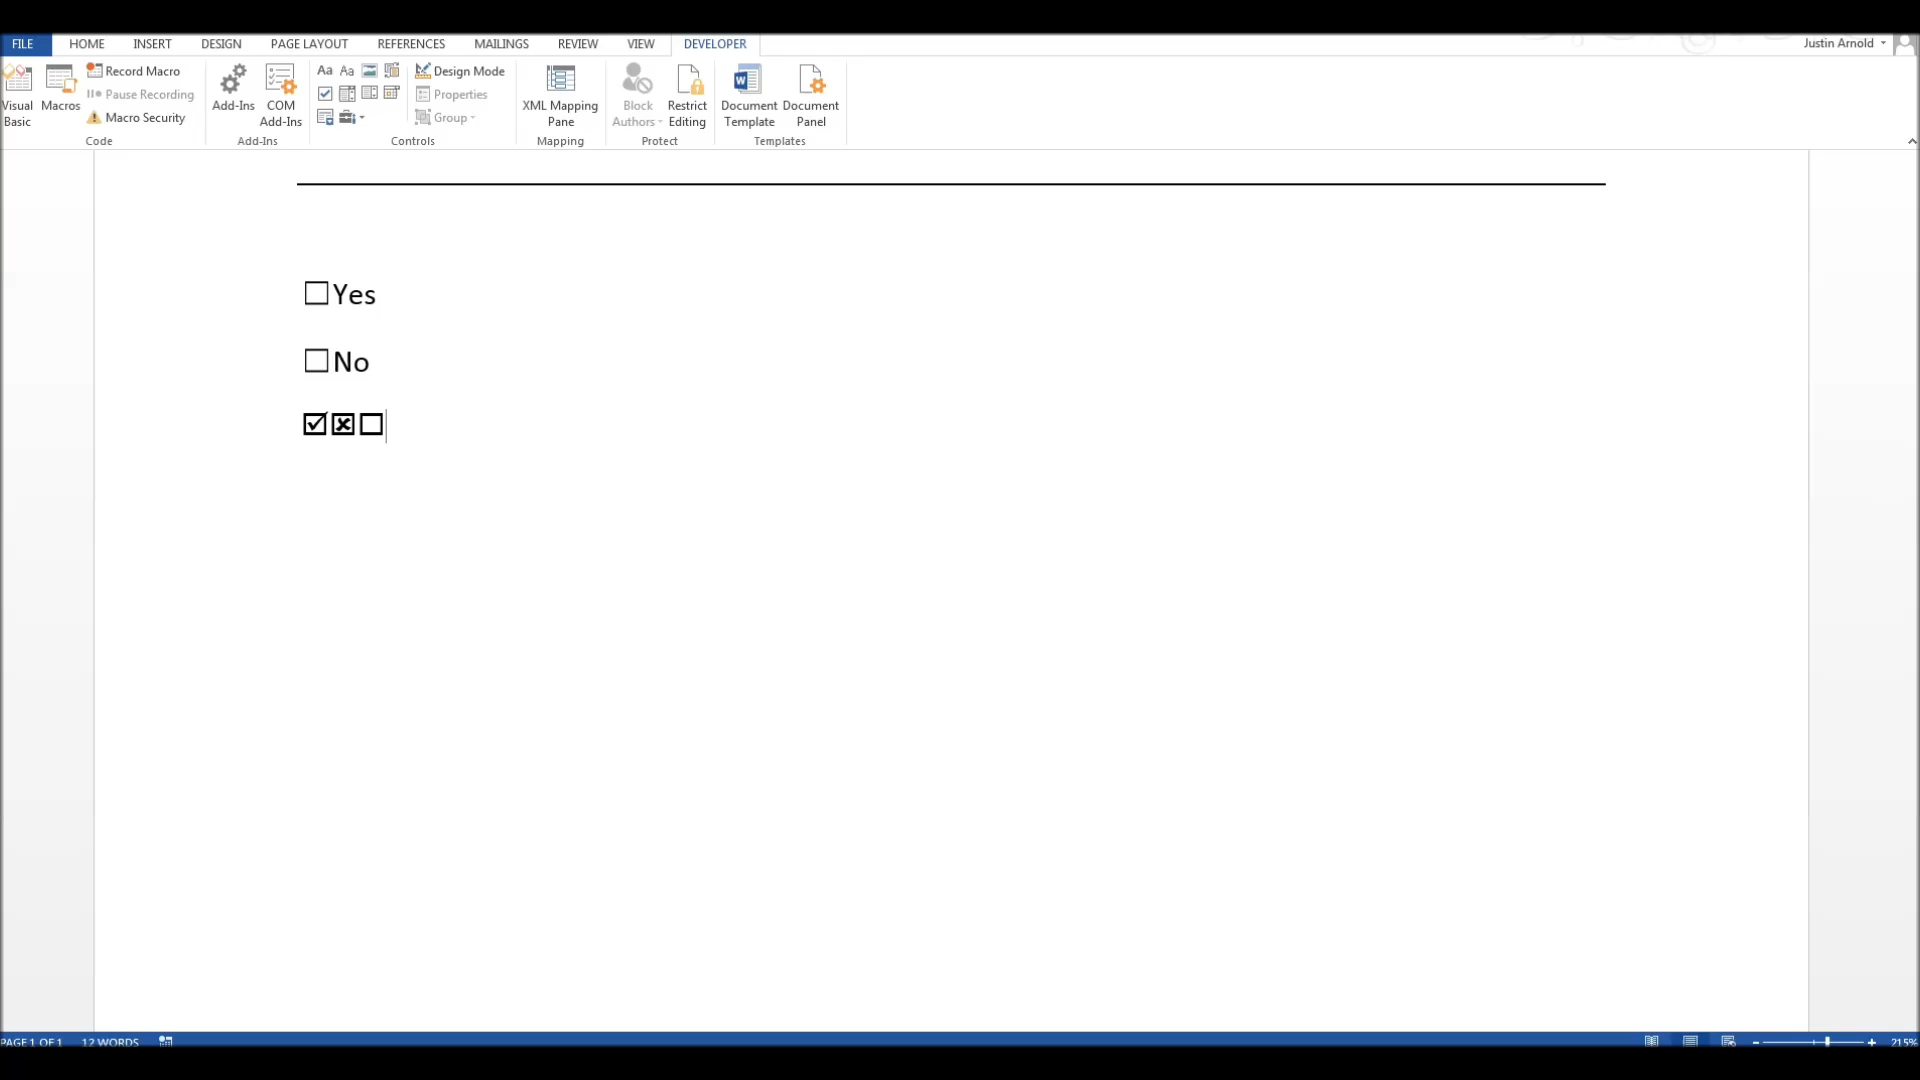 FILE HOME INSERT DESIGN PAGE LAYOUT REFERENCES MAILINGS REVIEW VIEW DEVELOPER Justin Arnold
Visual Basic
Macros
Record Macro
Pause Recording
Macro Security
Code
Add-Ins
COM Add-Ins
Add-Ins
Aa Aa
Design Mode
Properties
Group
Controls
XML Mapping Pane
Mapping
Block Authors
Restrict Editing
Protect
Document Template
Document Panel
Templates
☐ Yes
☐ No
☑ ☒ ☐
PAGE 1 OF 1 12 WORDS 215%